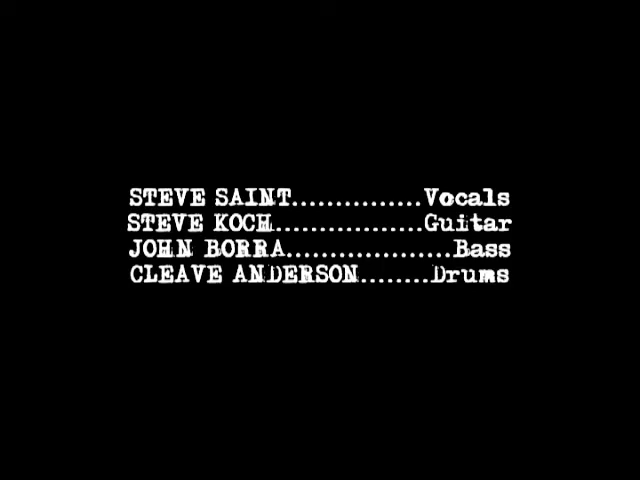 STEVE SAINT...............Vocals
STEVE KOCH.................Guitar
JOHN BORRA...................Bass
CLEAVE ANDERSON........Drums